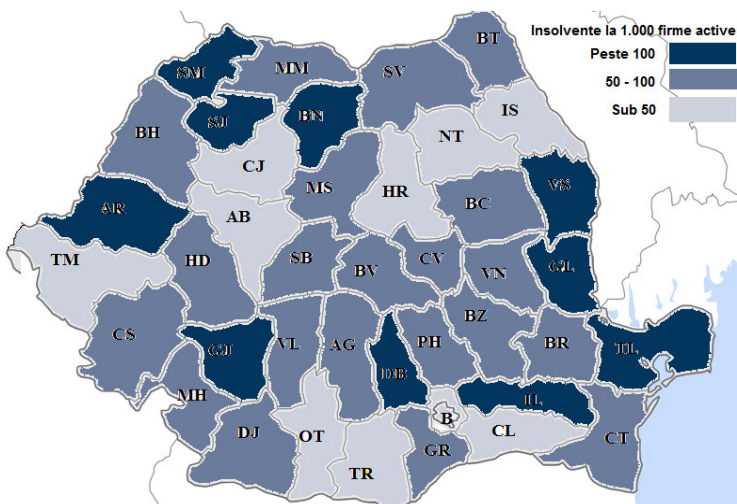 Insolvente la 1.000 firme active
Peste 100
50 - 100
Sub 50
BT
SM
MM
SV
IS
SJ
BN
BH
NT
CJ
MS
HR
VS
BC
AR
AB
TM
HD
SB
BV
CV
VN
GL
CS
GJ
VL
AG
DB
PH
BZ
BR
TL
MH
IL
B
DJ
OT
TR
GR
CL
CT